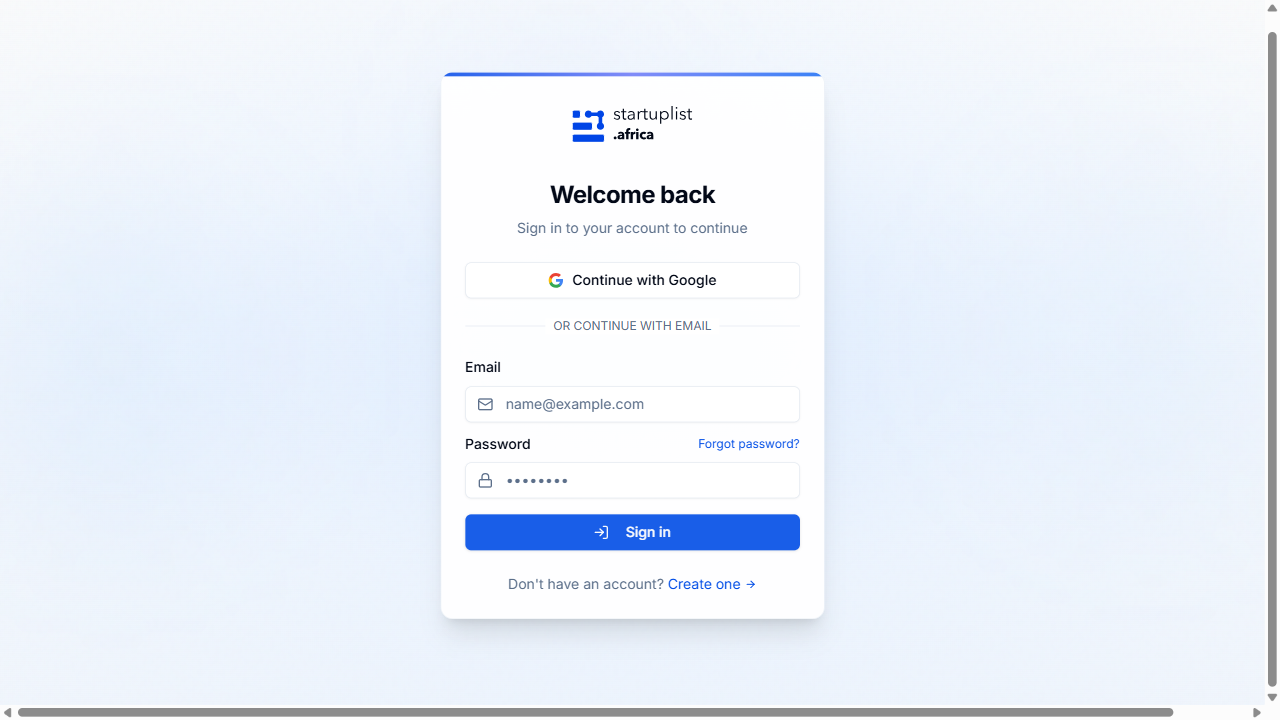 startuplist
.africa
Welcome back
Sign in to your account to continue
Continue with Google
OR CONTINUE WITH EMAIL
Email
name@example.com
Password Forgot password?
••••••••
Sign in
Don't have an account? Create one →